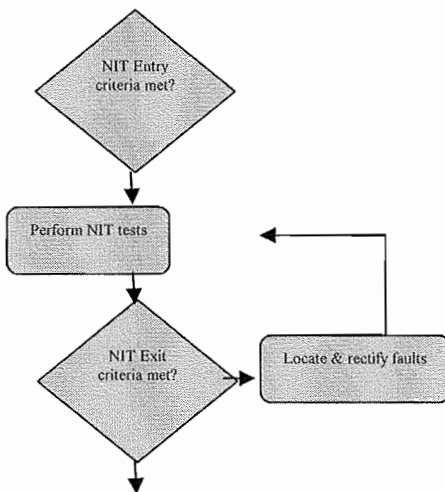 NIT Entry
criteria met?
Perform NIT tests
NIT Exit
criteria met?
Locate & rectify faults